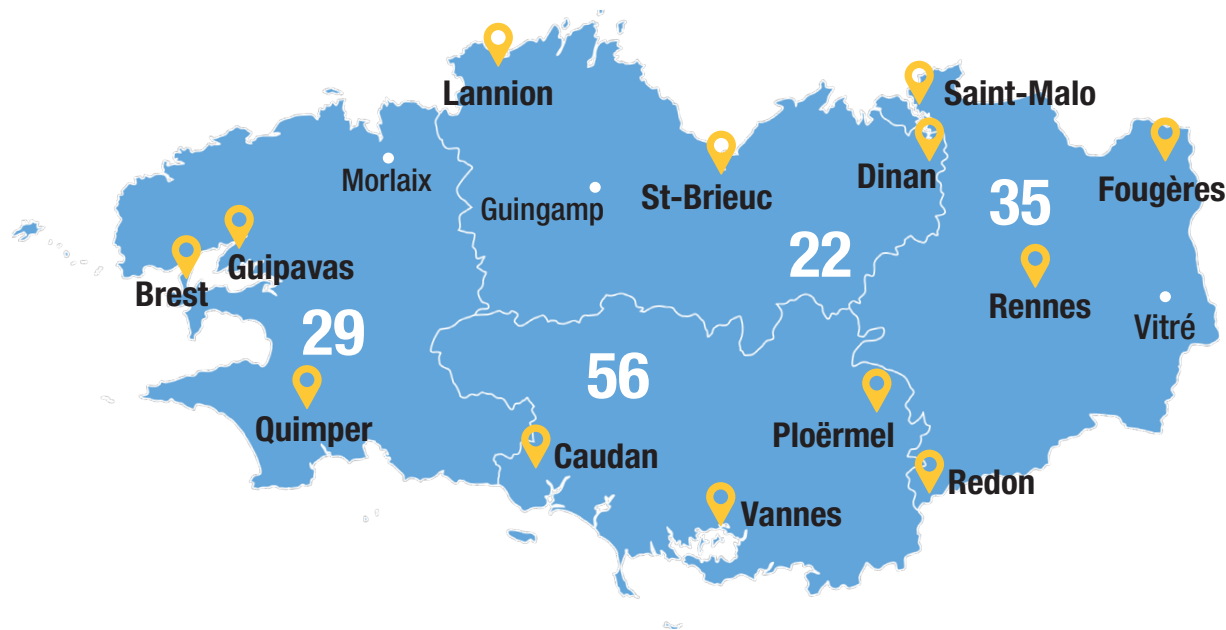 Lannion
Saint-Malo
Morlaix
Guingamp
St-Brieuc
Dinan
Fougères
35
22
Guipavas
Brest
Rennes
Vitré
29
56
Quimper
Ploërmel
Caudan
Redon
Vannes